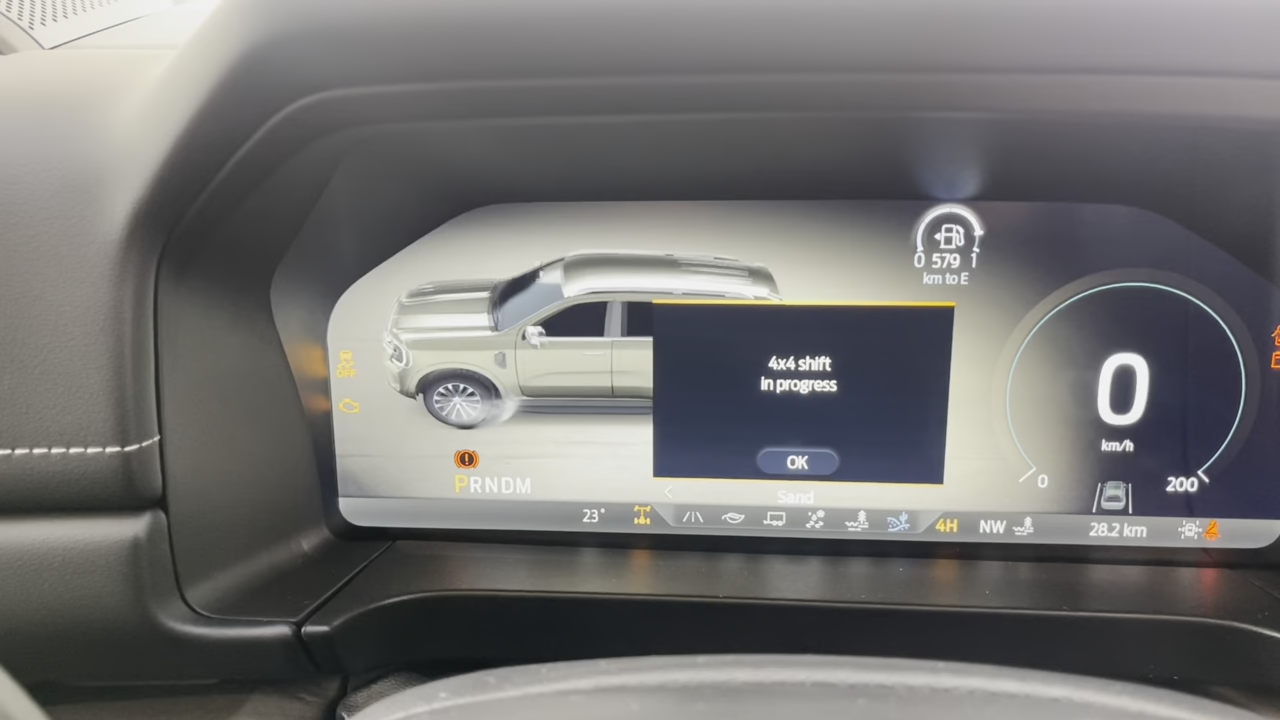 0 579 1
km to E
4x4 shift
in progress
OK
0
km/h
0
200
OFF
PRNDM
Sand
23°
4H
NW
28.2 km